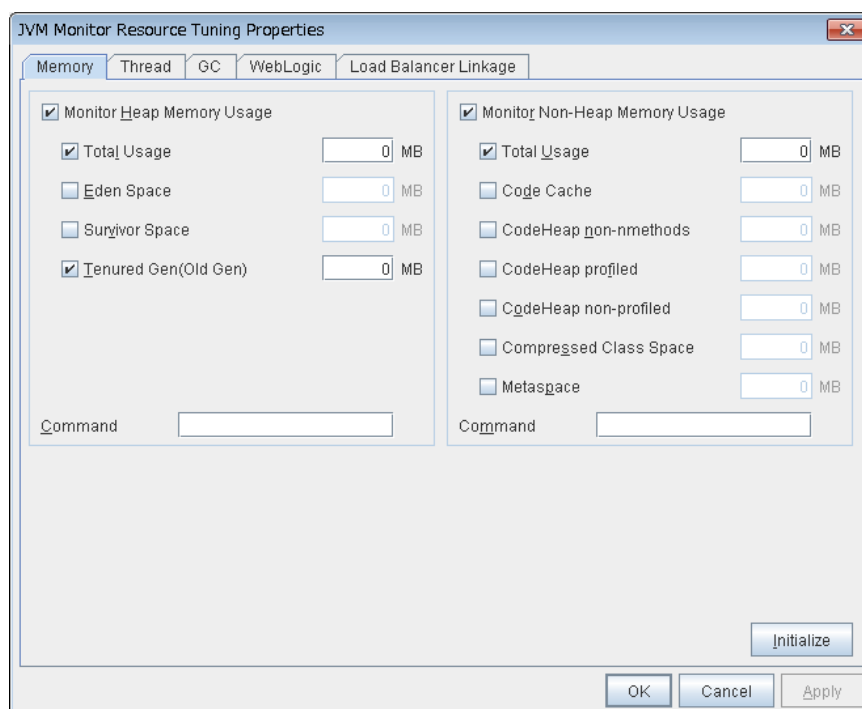 JVM Monitor Resource Tuning Properties
Memory Thread GC WebLogic Load Balancer Linkage
Monitor Heap Memory Usage
Total Usage 0 MB
Eden Space 0 MB
Survivor Space 0 MB
Tenured Gen(Old Gen) 0 MB
Command
Monitor Non-Heap Memory Usage
Total Usage 0 MB
Code Cache 0 MB
CodeHeap non-nmethods 0 MB
CodeHeap profiled 0 MB
CodeHeap non-profiled 0 MB
Compressed Class Space 0 MB
Metaspace 0 MB
Command
Initialize
OK Cancel Apply